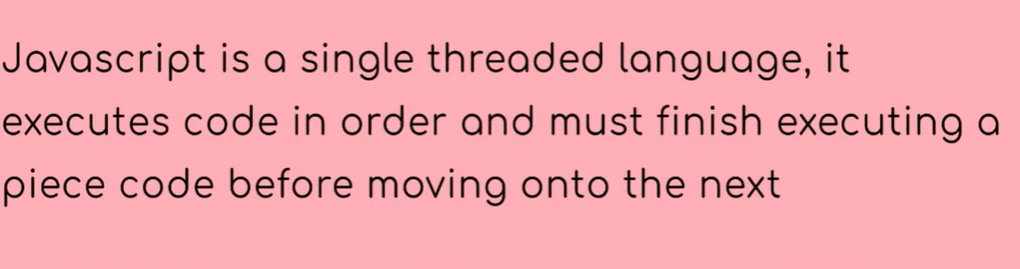 Javascript is a single threaded language, it
executes code in order and must finish executing a
piece code before moving onto the next